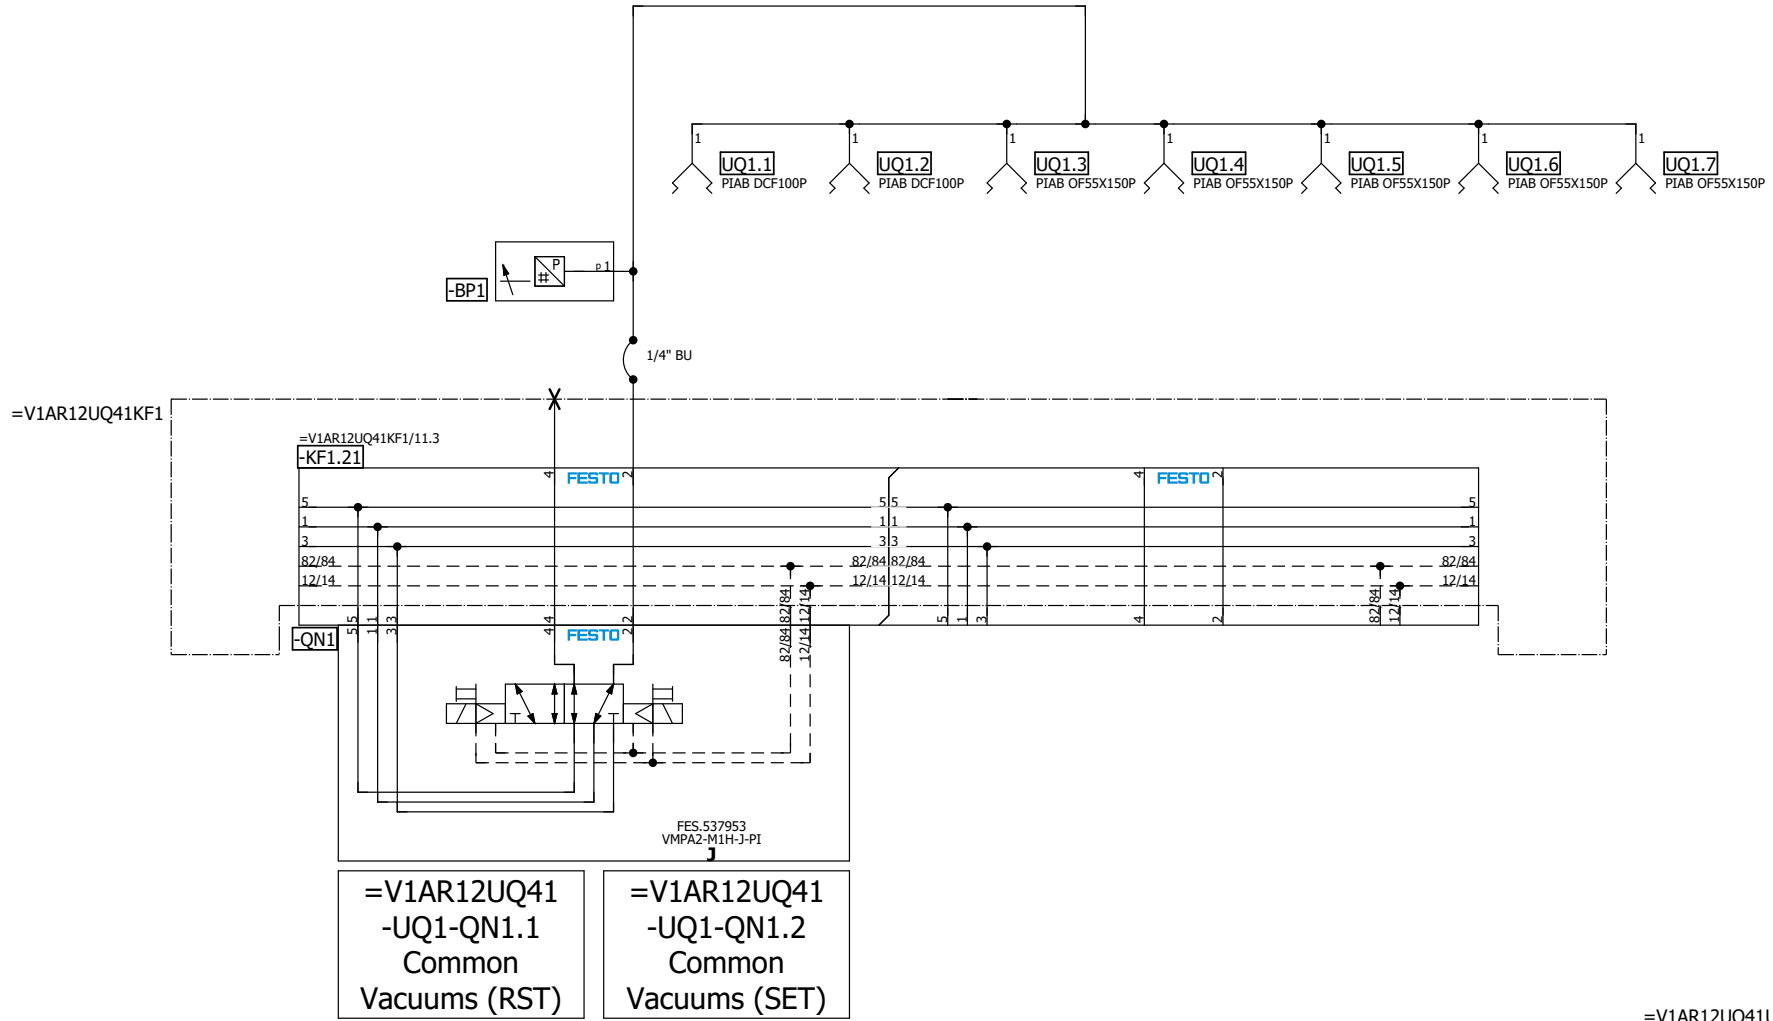 1 1 1 1 1 1 1
UQ1.1 UQ1.2 UQ1.3 UQ1.4 UQ1.5 UQ1.6 UQ1.7
PIAB DCF100P PIAB DCF100P PIAB OF55X150P PIAB OF55X150P PIAB OF55X150P PIAB OF55X150P PIAB OF55X150P
P
#
p 1
-BP1
1/4" BU
=V1AR12UQ41KF1
=V1AR12UQ41KF1/11.3
-KF1.21
4 FESTO 2 4 FESTO 2
5 5 5 5
1 1 1 1
3 3 3 3
82/84 82/84 82/84 82/84
12/14 12/14 12/14 12/14
5 1 3 4 2 82/84 12/14 5 1 3 4 2 82/84 12/14
-QN1
5 1 3 4 FESTO 2 82/84 12/14
FES.537953
VMPA2-M1H-J-PI
J
=V1AR12UQ41
-UQ1-QN1.1
Common
Vacuums (RST)
=V1AR12UQ41
-UQ1-QN1.2
Common
Vacuums (SET)